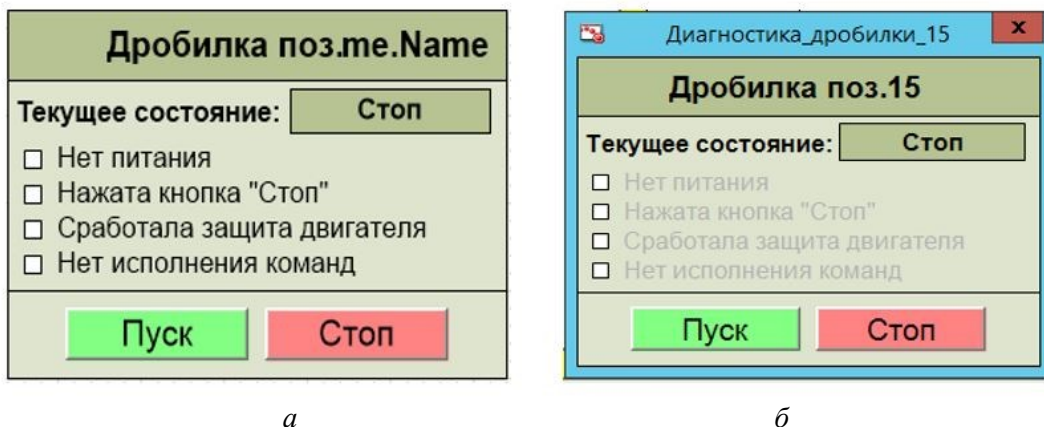 Дробилка поз.me.Name
Текущее состояние: Стоп
Нет питания
Нажата кнопка "Стоп"
Сработала защита двигателя
Нет исполнения команд
Пуск Стоп
а
Диагностика_дробилки_15 x
Дробилка поз.15
Текущее состояние: Стоп
Нет питания
Нажата кнопка "Стоп"
Сработала защита двигателя
Нет исполнения команд
Пуск Стоп
б